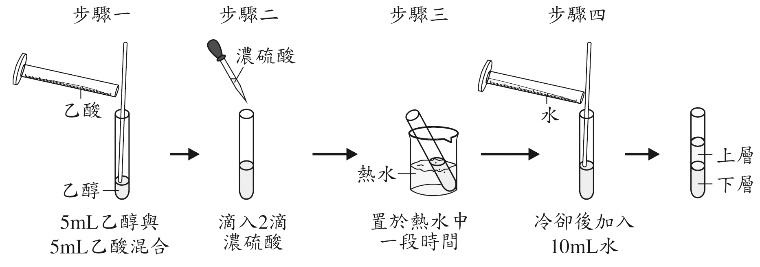 步驟一
步驟二
步驟三
步驟四
乙酸
乙醇
5mL乙醇與
5mL乙酸混合
濃硫酸
滴入2滴
濃硫酸
熱水
置於熱水中
一段時間
水
冷卻後加入
10mL水
上層
下層